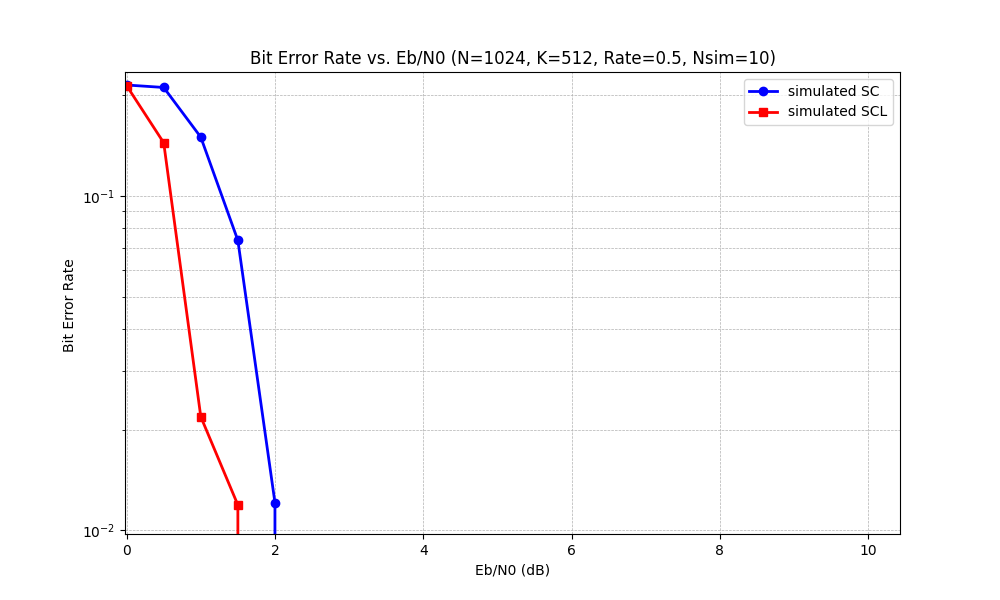 Bit Error Rate vs. Eb/N0 (N=1024, K=512, Rate=0.5, Nsim=10)
simulated SC
simulated SCL
10⁻¹
10⁻²
Bit Error Rate
0 2 4 6 8 10
Eb/N0 (dB)